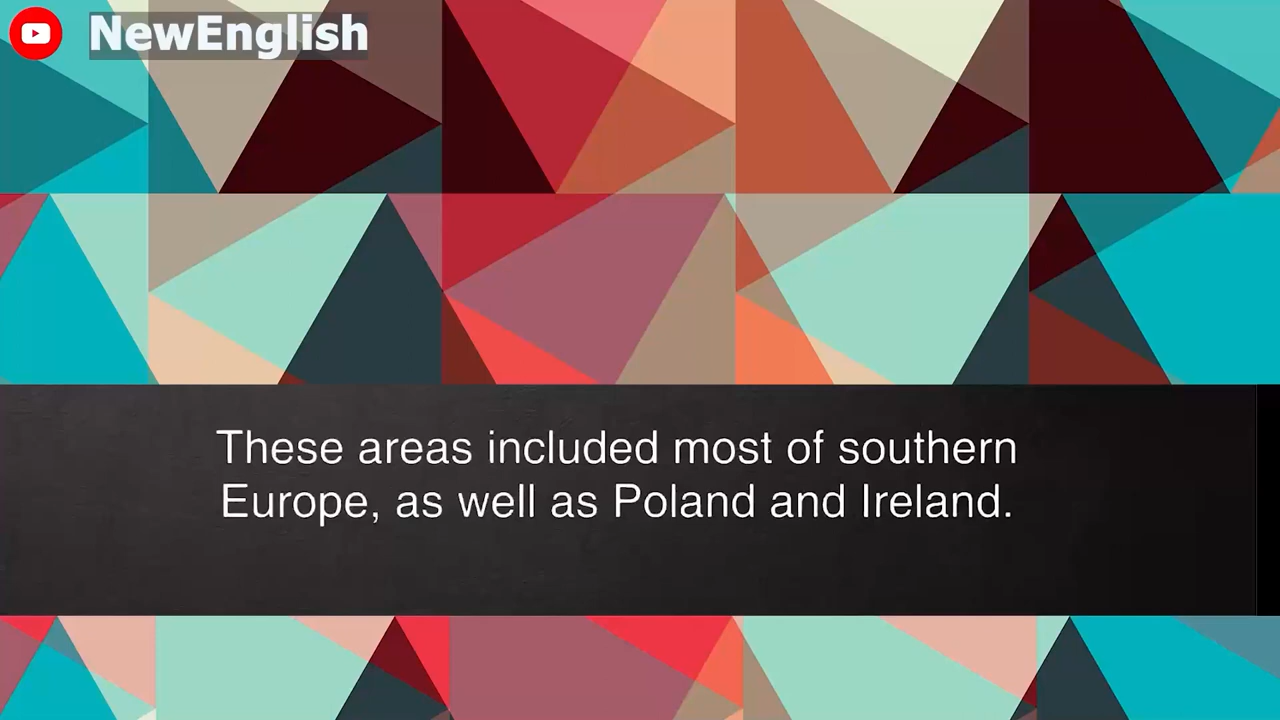 NewEnglish
These areas included most of southern
Europe, as well as Poland and Ireland.